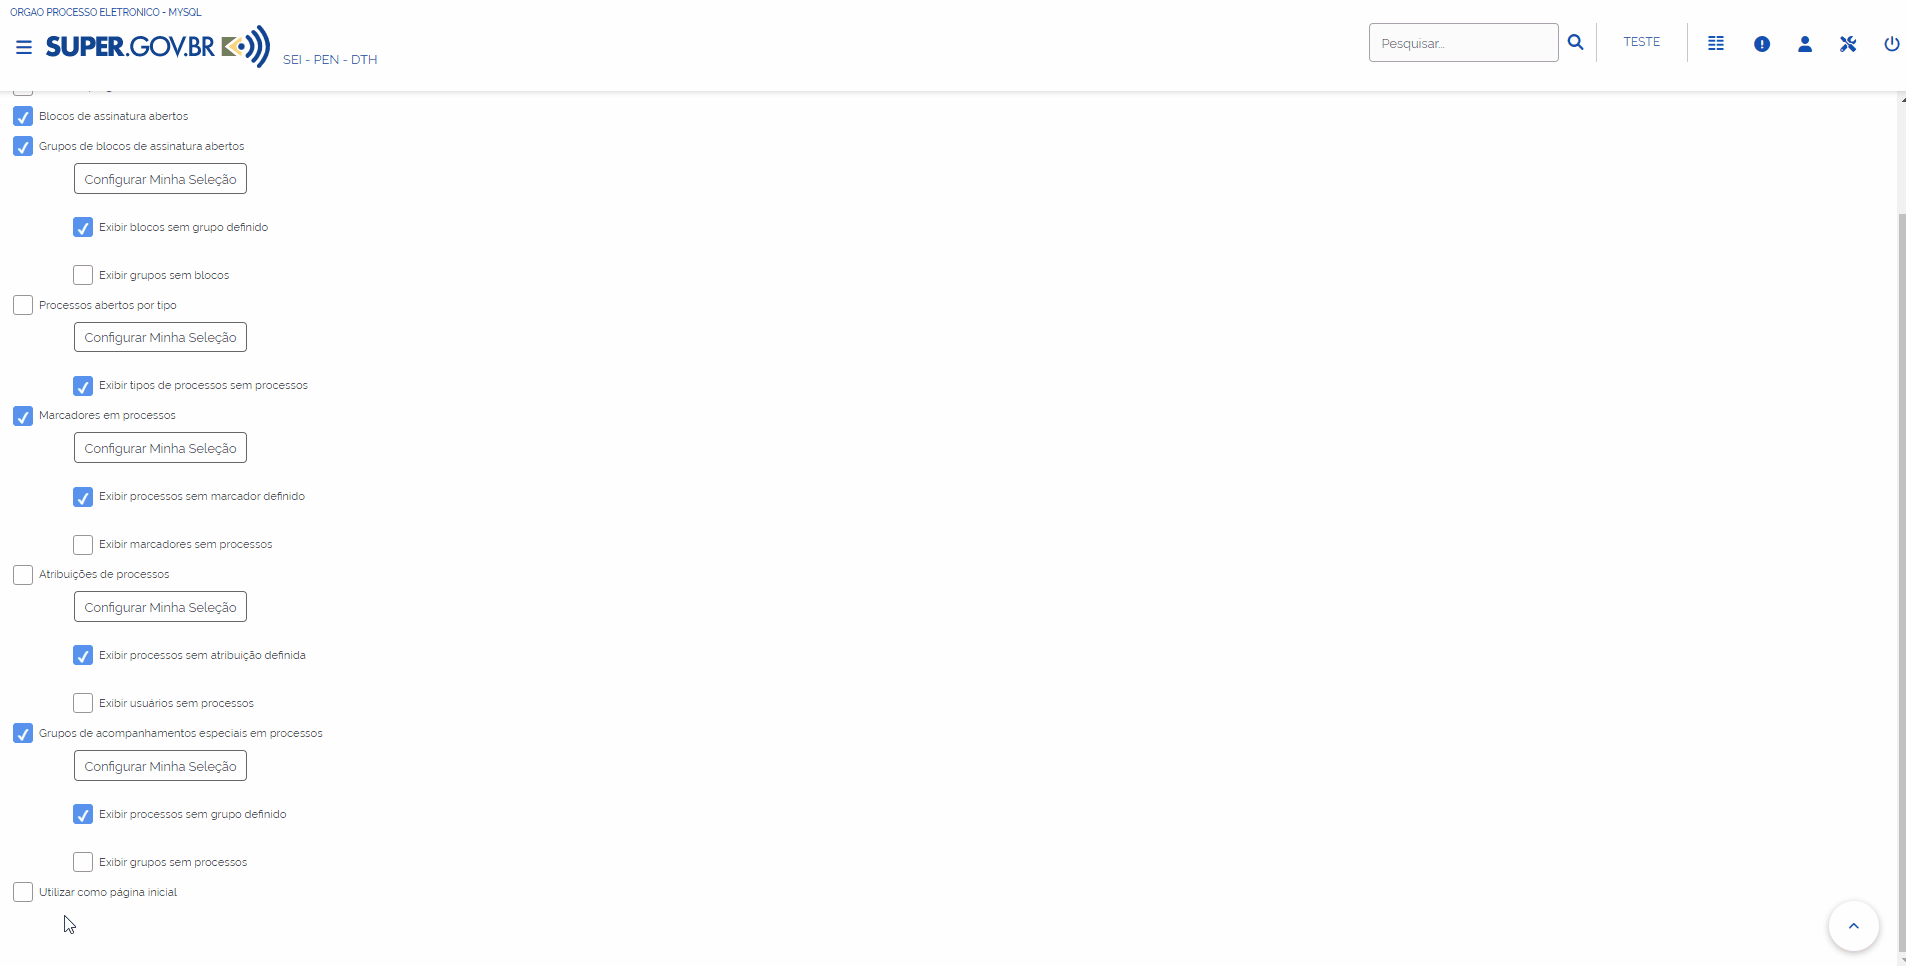 ORGAO PROCESSO ELETRONICO - MYSQL
SUPER.GOV.BR
SEI - PEN - DTH
Pesquisar...
TESTE
Blocos de assinatura abertos
Grupos de blocos de assinatura abertos
Configurar Minha Seleção
Exibir blocos sem grupo definido
Exibir grupos sem blocos
Processos abertos por tipo
Configurar Minha Seleção
Exibir tipos de processos sem processos
Marcadores em processos
Configurar Minha Seleção
Exibir processos sem marcador definido
Exibir marcadores sem processos
Atribuições de processos
Configurar Minha Seleção
Exibir processos sem atribuição definida
Exibir usuários sem processos
Grupos de acompanhamentos especiais em processos
Configurar Minha Seleção
Exibir processos sem grupo definido
Exibir grupos sem processos
Utilizar como página inicial